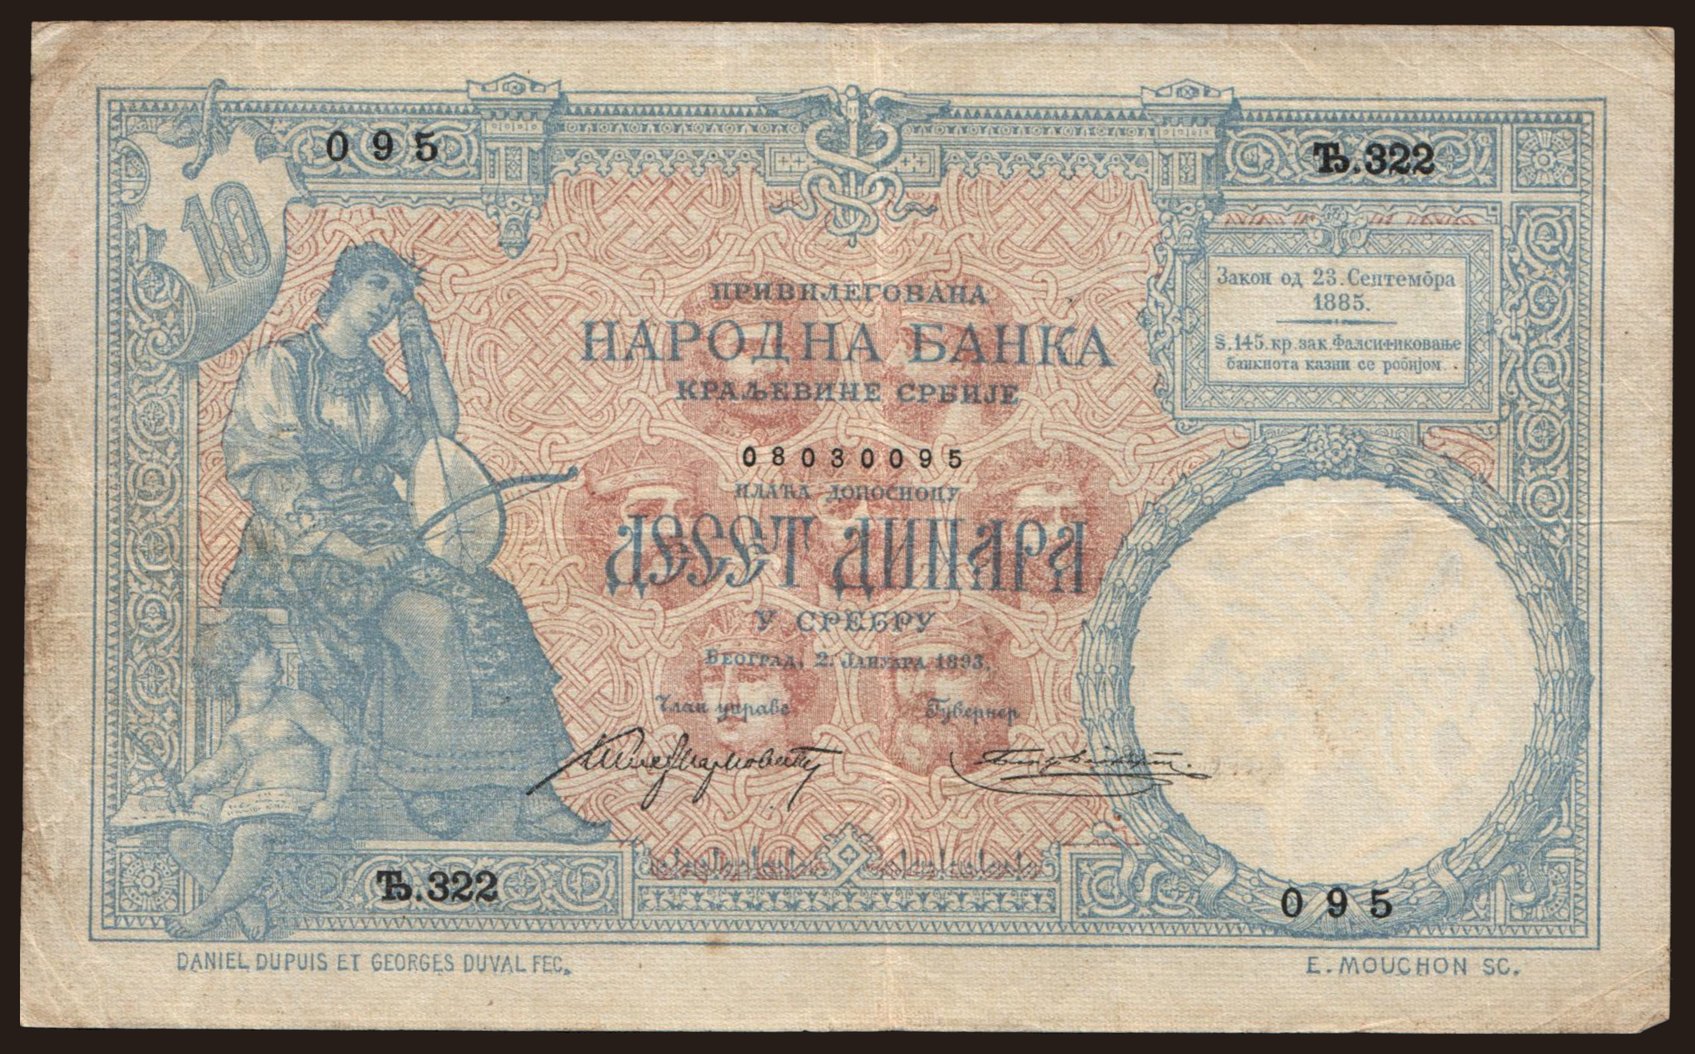 10
095
Ђ.322
Закон од 23. Септембра
1885.
§.145. кр. зак. Фалсификовање
банкнота казни се робијом.
ПРИВИЛЕГОВАНА
НАРОДНА БАНКА
КРАЉЕВИНЕ СРБИЈЕ
08030095
ПЛАЋА ДОНОСИОЦУ
ДЕСЕТ ДИНАРА
У СРЕБРУ
БЕОГРАД, 2. ЈАНУАРА 1893.
Члан управе Гувернер
Ђ.322
095
DANIEL DUPUIS ET GEORGES DUVAL FEC.
E. MOUCHON SC.